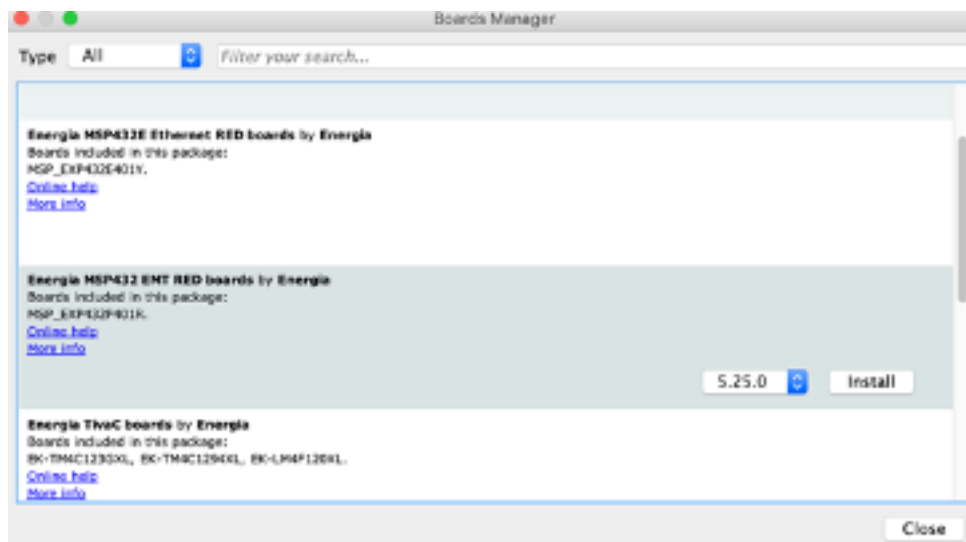 Boards Manager
Type All Filter your search...
Energia MSP432E Ethernet RED boards by Energia
Boards included in this package:
MSP_EXP432E401Y.
Online help
More info
Energia MSP432 EMT RED boards by Energia
Boards included in this package:
MSP_EXP432P401R.
Online help
More info
5.25.0 Install
Energia TivaC boards by Energia
Boards included in this package:
EK-TM4C123GXL, EK-TM4C1294XL, EK-LM4F120XL.
Online help
More info
Close